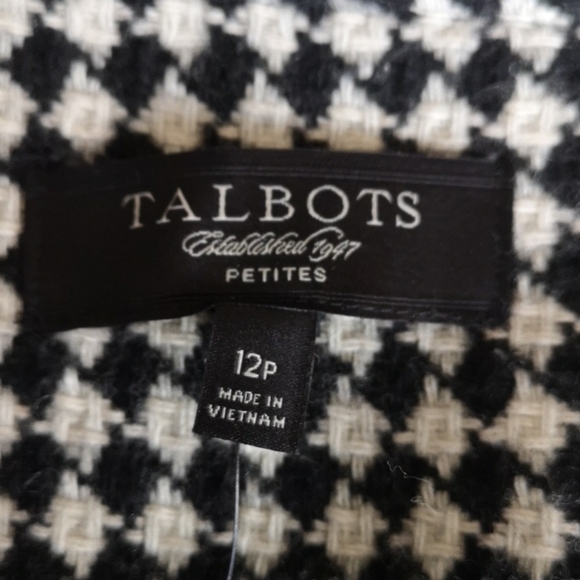 TALBOTS
Established 1947
PETITES
12P
MADE IN
VIETNAM